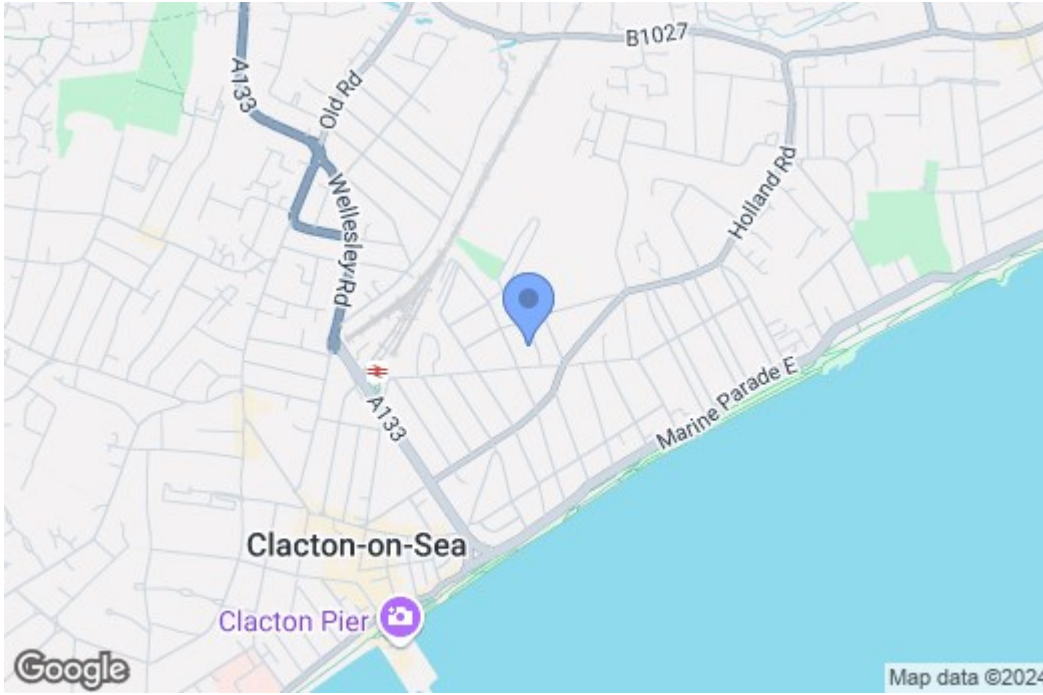 B1027
A133
Old Rd
Wellesley Rd
Holland Rd
Marine Parade E
A133
Clacton-on-Sea
Clacton Pier
Google
Map data ©2024